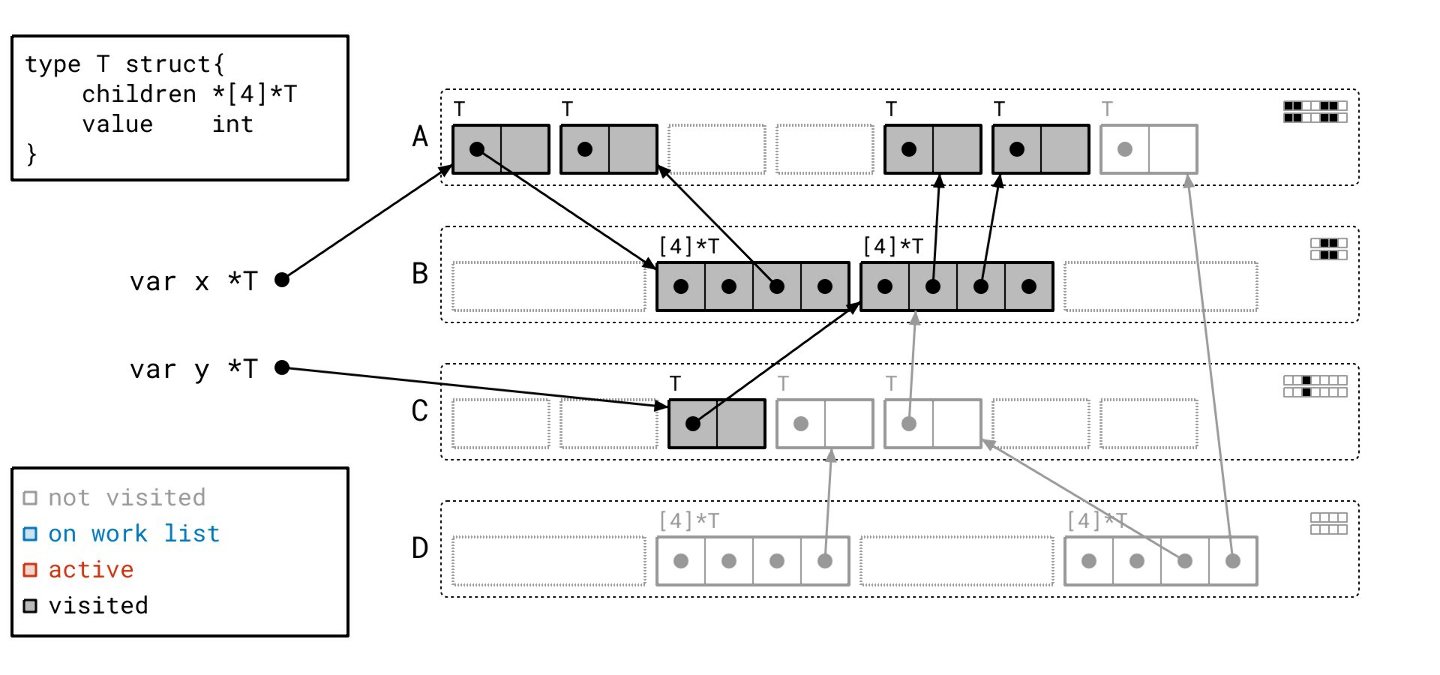 type T struct{
    children *[4]*T
    value    int
}
T T T T T
A
var x *T
[4]*T [4]*T
B
var y *T
T T T
C
not visited
on work list
active
visited
[4]*T [4]*T
D